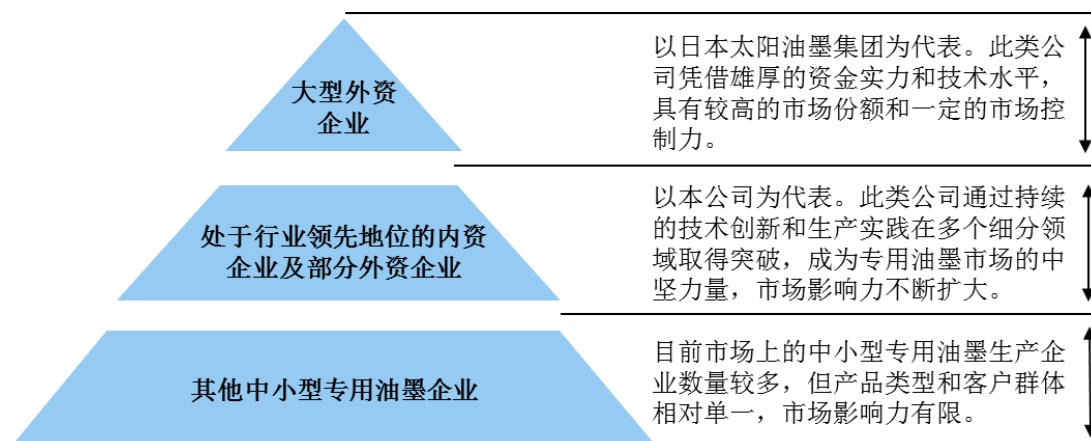 大型外资
企业
以日本太阳油墨集团为代表。此类公
司凭借雄厚的资金实力和技术水平，
具有较高的市场份额和一定的市场控
制力。
处于行业领先地位的内资
企业及部分外资企业
以本公司为代表。此类公司通过持续
的技术创新和生产实践在多个细分领
域取得突破，成为专用油墨市场的中
坚力量，市场影响力不断扩大。
其他中小型专用油墨企业
目前市场上的中小型专用油墨生产企
业数量较多，但产品类型和客户群体
相对单一，市场影响力有限。